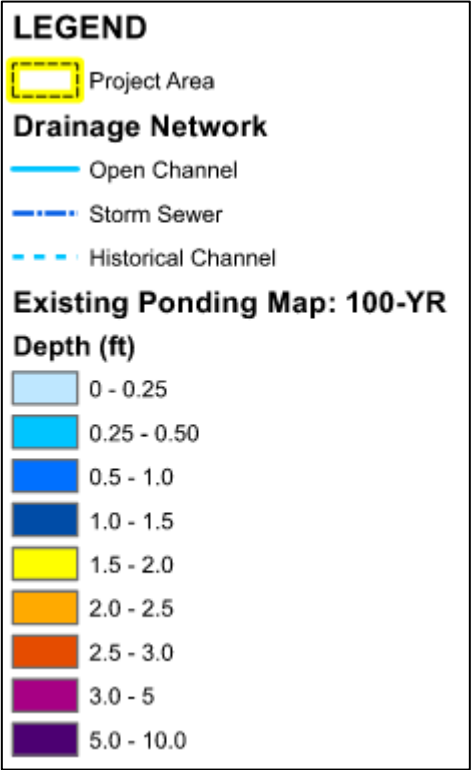 LEGEND
Project Area
Drainage Network
Open Channel
Storm Sewer
Historical Channel
Existing Ponding Map: 100-YR
Depth (ft)
0 - 0.25
0.25 - 0.50
0.5 - 1.0
1.0 - 1.5
1.5 - 2.0
2.0 - 2.5
2.5 - 3.0
3.0 - 5
5.0 - 10.0